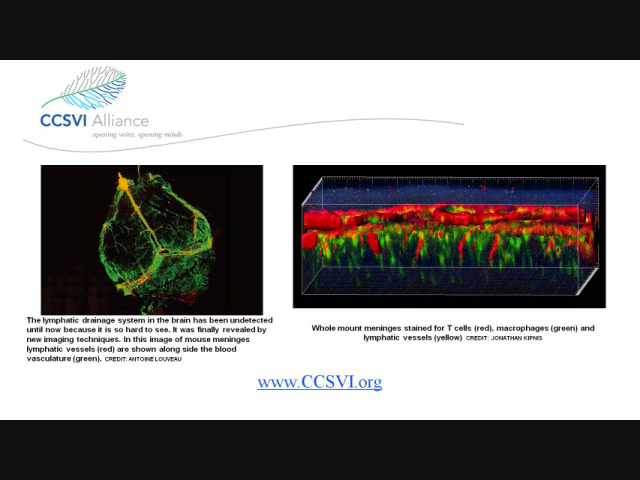 CCSVI Alliance
opening veins, opening minds
The lymphatic drainage system in the brain has been undetected
until now because it is so hard to see. It was finally revealed by
new imaging techniques. In this image of mouse meninges
lymphatic vessels (red) are shown along side the blood
vasculature (green). CREDIT: ANTOINE LOUVEAU
Whole mount meninges stained for T cells (red), macrophages (green) and
lymphatic vessels (yellow) CREDIT: JONATHAN KIPNIS
www.CCSVI.org